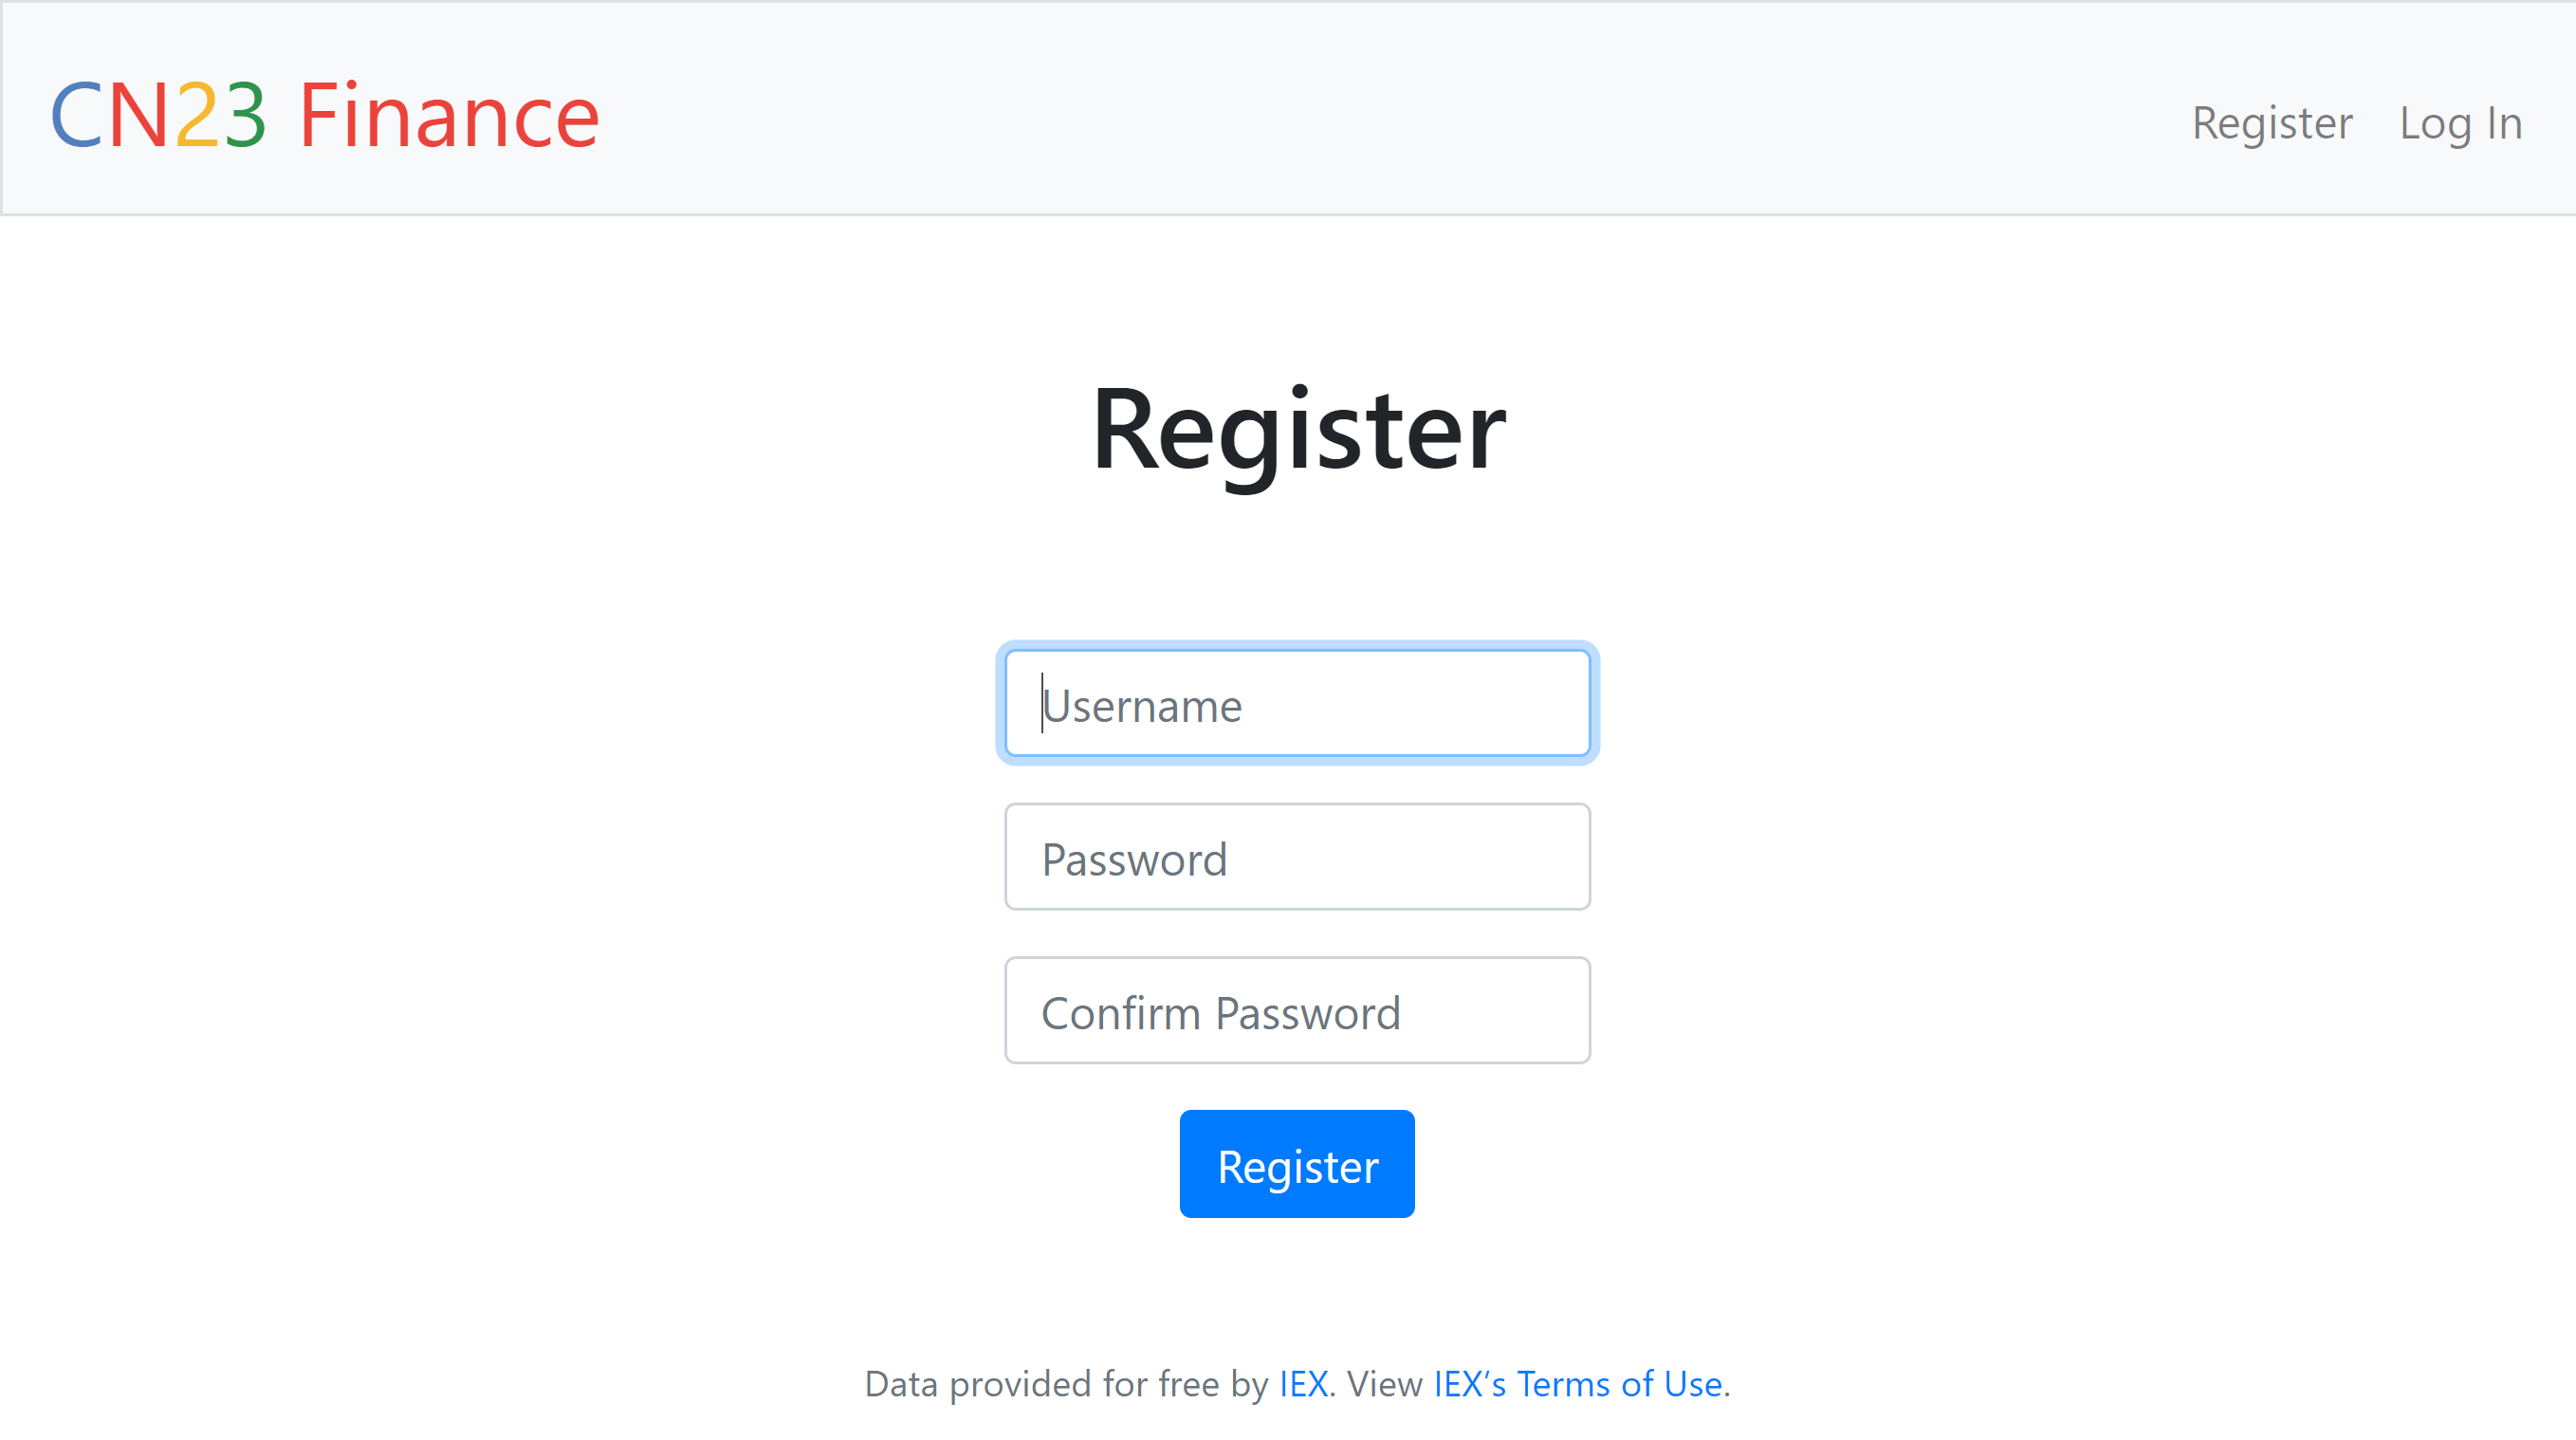 CN23 Finance
Register Log In
Register
Username
Password
Confirm Password
Register
Data provided for free by IEX. View IEX’s Terms of Use.